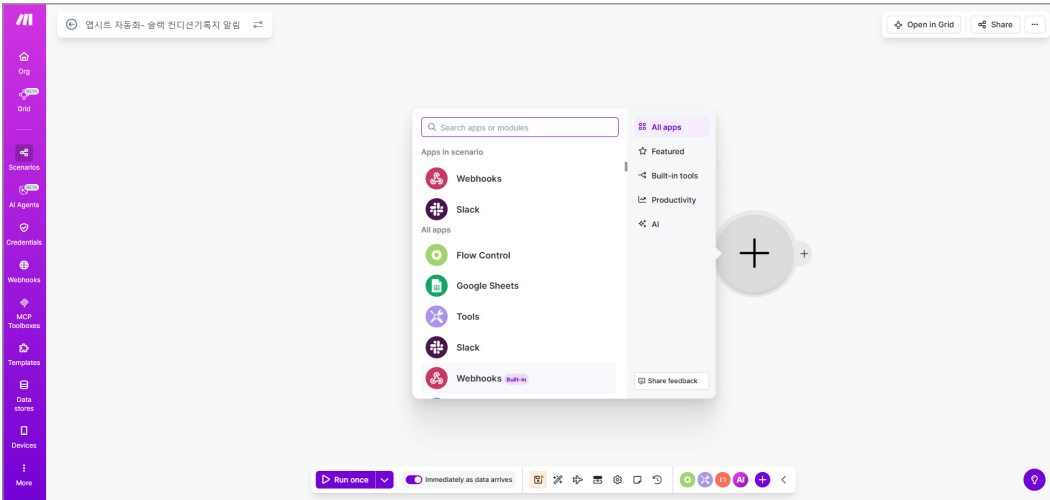 앱시트 자동화- 슬랙 컨디션기록지 알림
Open in Grid
Share
Org
BETA
Grid
Scenarios
BETA
AI Agents
Credentials
Webhooks
MCP
Toolboxes
Templates
Data
stores
Devices
More
Search apps or modules
Apps in scenario
Webhooks
Slack
All apps
Flow Control
Google Sheets
Tools
Slack
Webhooks Built-in
All apps
Featured
Built-in tools
Productivity
AI
Share feedback
Run once
Immediately as data arrives
AI